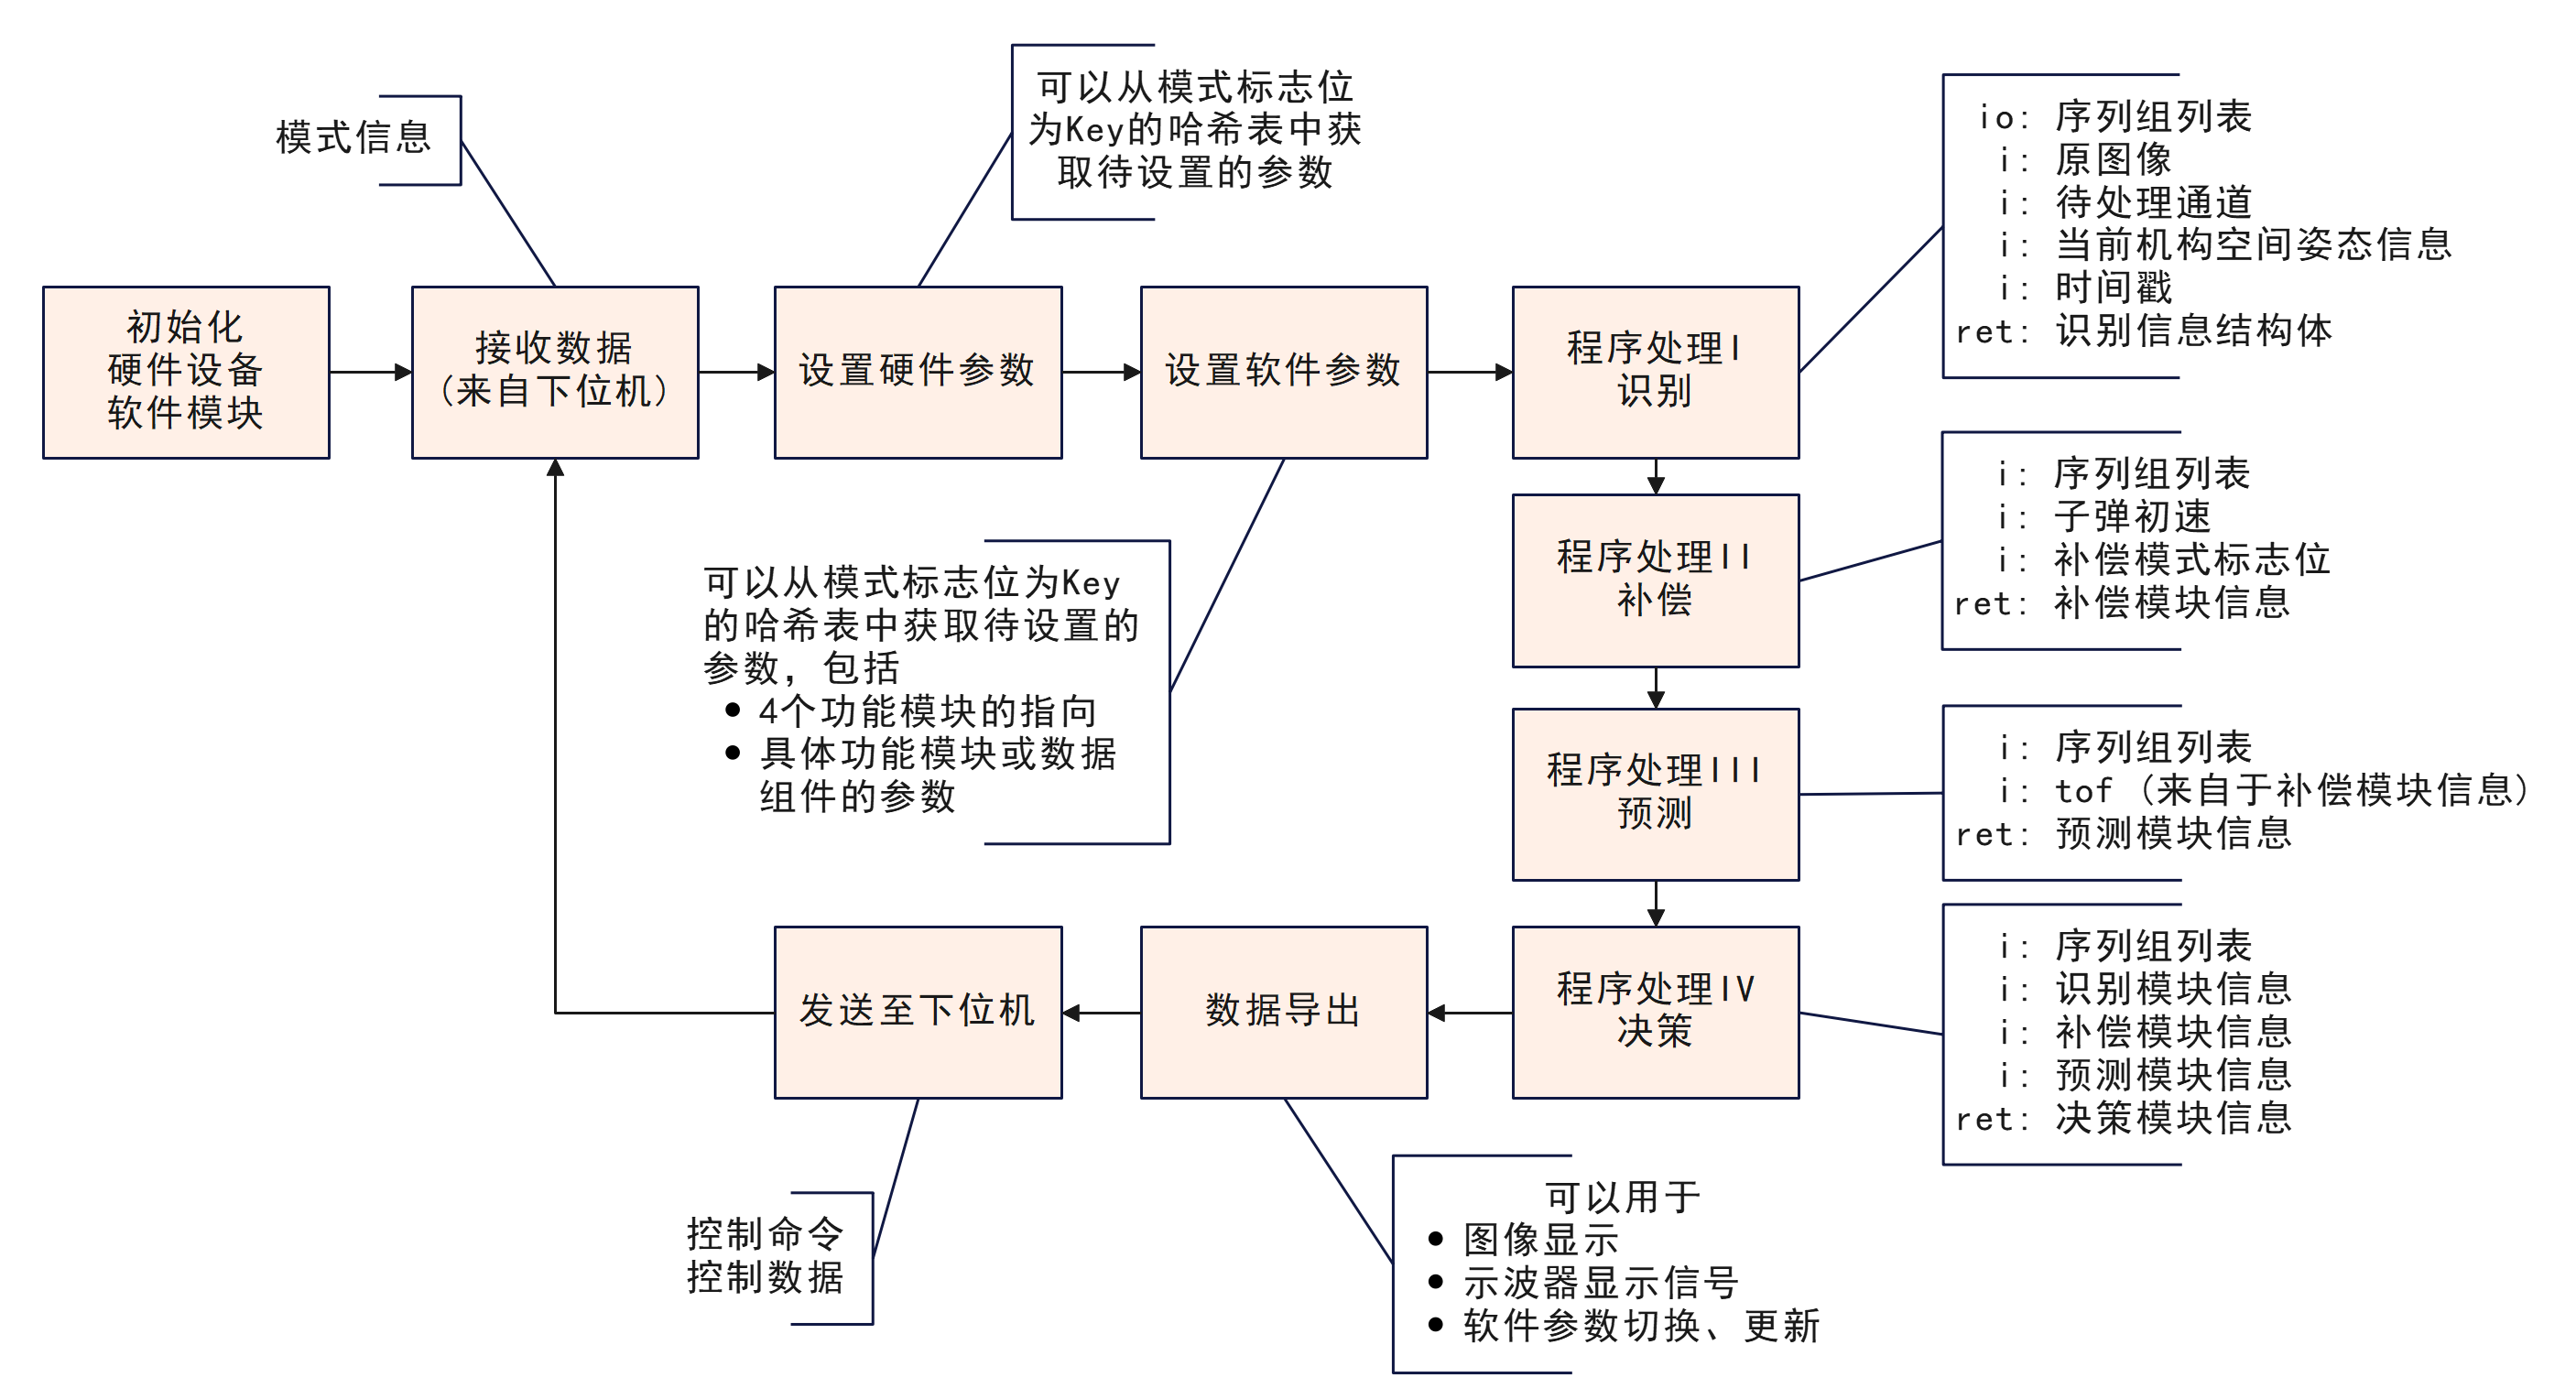 模式信息
可以从模式标志位
为Key的哈希表中获
取待设置的参数
初始化
硬件设备
软件模块
接收数据
（来自下位机）
设置硬件参数
设置软件参数
程序处理I
识别
io: 序列组列表
i: 原图像
i: 待处理通道
i: 当前机构空间姿态信息
i: 时间戳
ret: 识别信息结构体
程序处理II
补偿
i: 序列组列表
i: 子弹初速
i: 补偿模式标志位
ret: 补偿模块信息
可以从模式标志位为Key
的哈希表中获取待设置的
参数，包括
● 4个功能模块的指向
● 具体功能模块或数据
组件的参数
程序处理III
预测
i: 序列组列表
i: tof（来自于补偿模块信息）
ret: 预测模块信息
程序处理IV
决策
i: 序列组列表
i: 识别模块信息
i: 补偿模块信息
i: 预测模块信息
ret: 决策模块信息
数据导出
发送至下位机
控制命令
控制数据
可以用于
● 图像显示
● 示波器显示信号
● 软件参数切换、更新